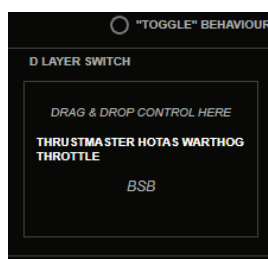 "TOGGLE" BEHAVIOUR
D LAYER SWITCH
DRAG & DROP CONTROL HERE
THRUSTMASTER HOTAS WARTHOG
THROTTLE
BSB